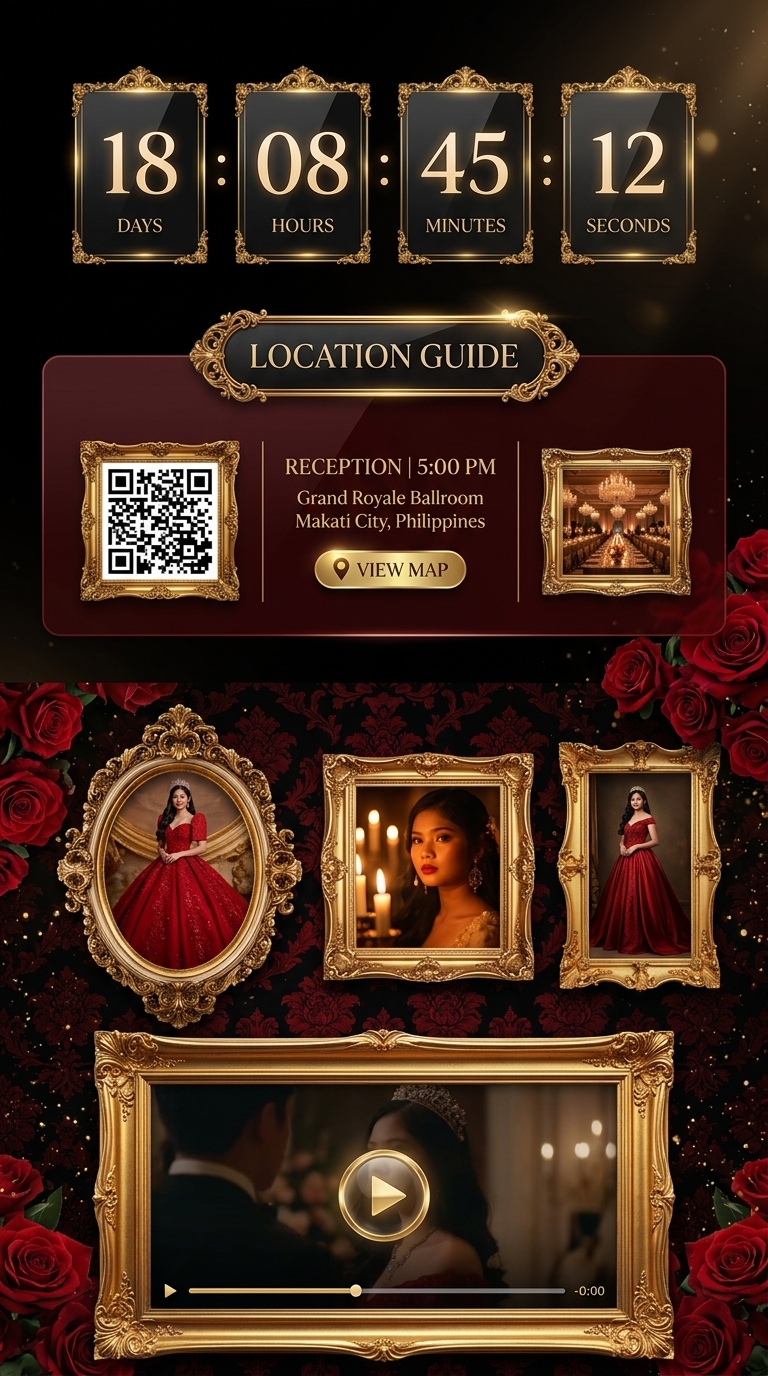 18 : 08 : 45 : 12
DAYS HOURS MINUTES SECONDS
LOCATION GUIDE
RECEPTION | 5:00 PM
Grand Royale Ballroom
Makati City, Philippines
VIEW MAP
-0:00